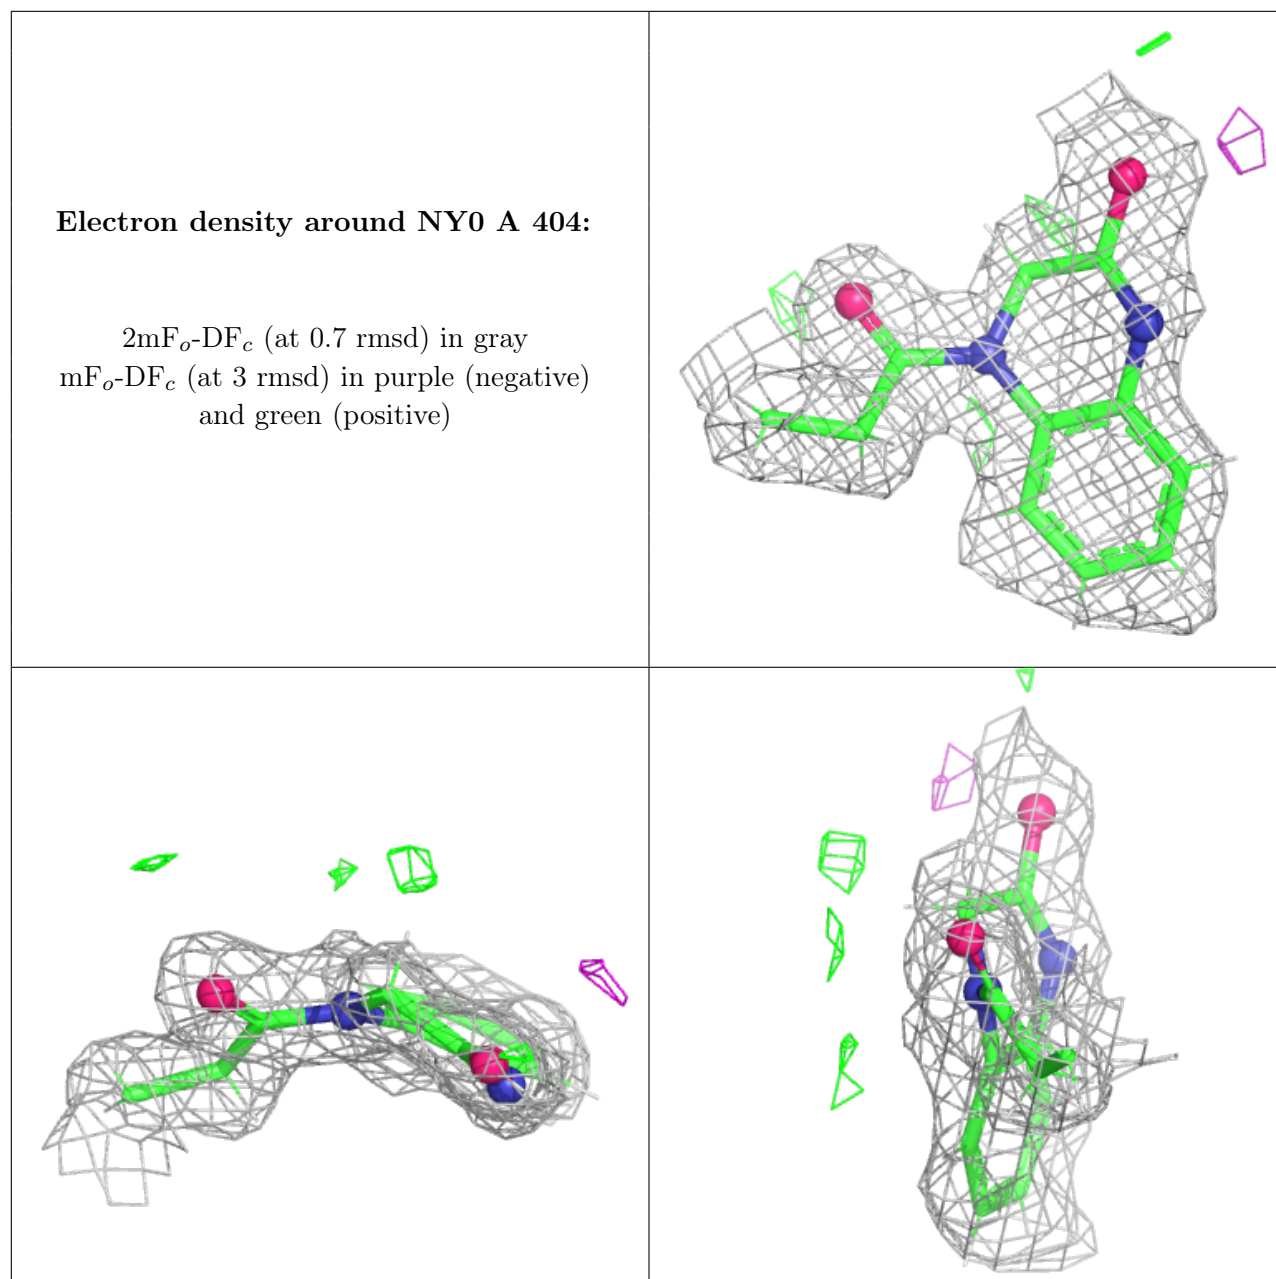 Electron density around NY0 A 404:
2mFo-DFc (at 0.7 rmsd) in gray
mFo-DFc (at 3 rmsd) in purple (negative)
and green (positive)